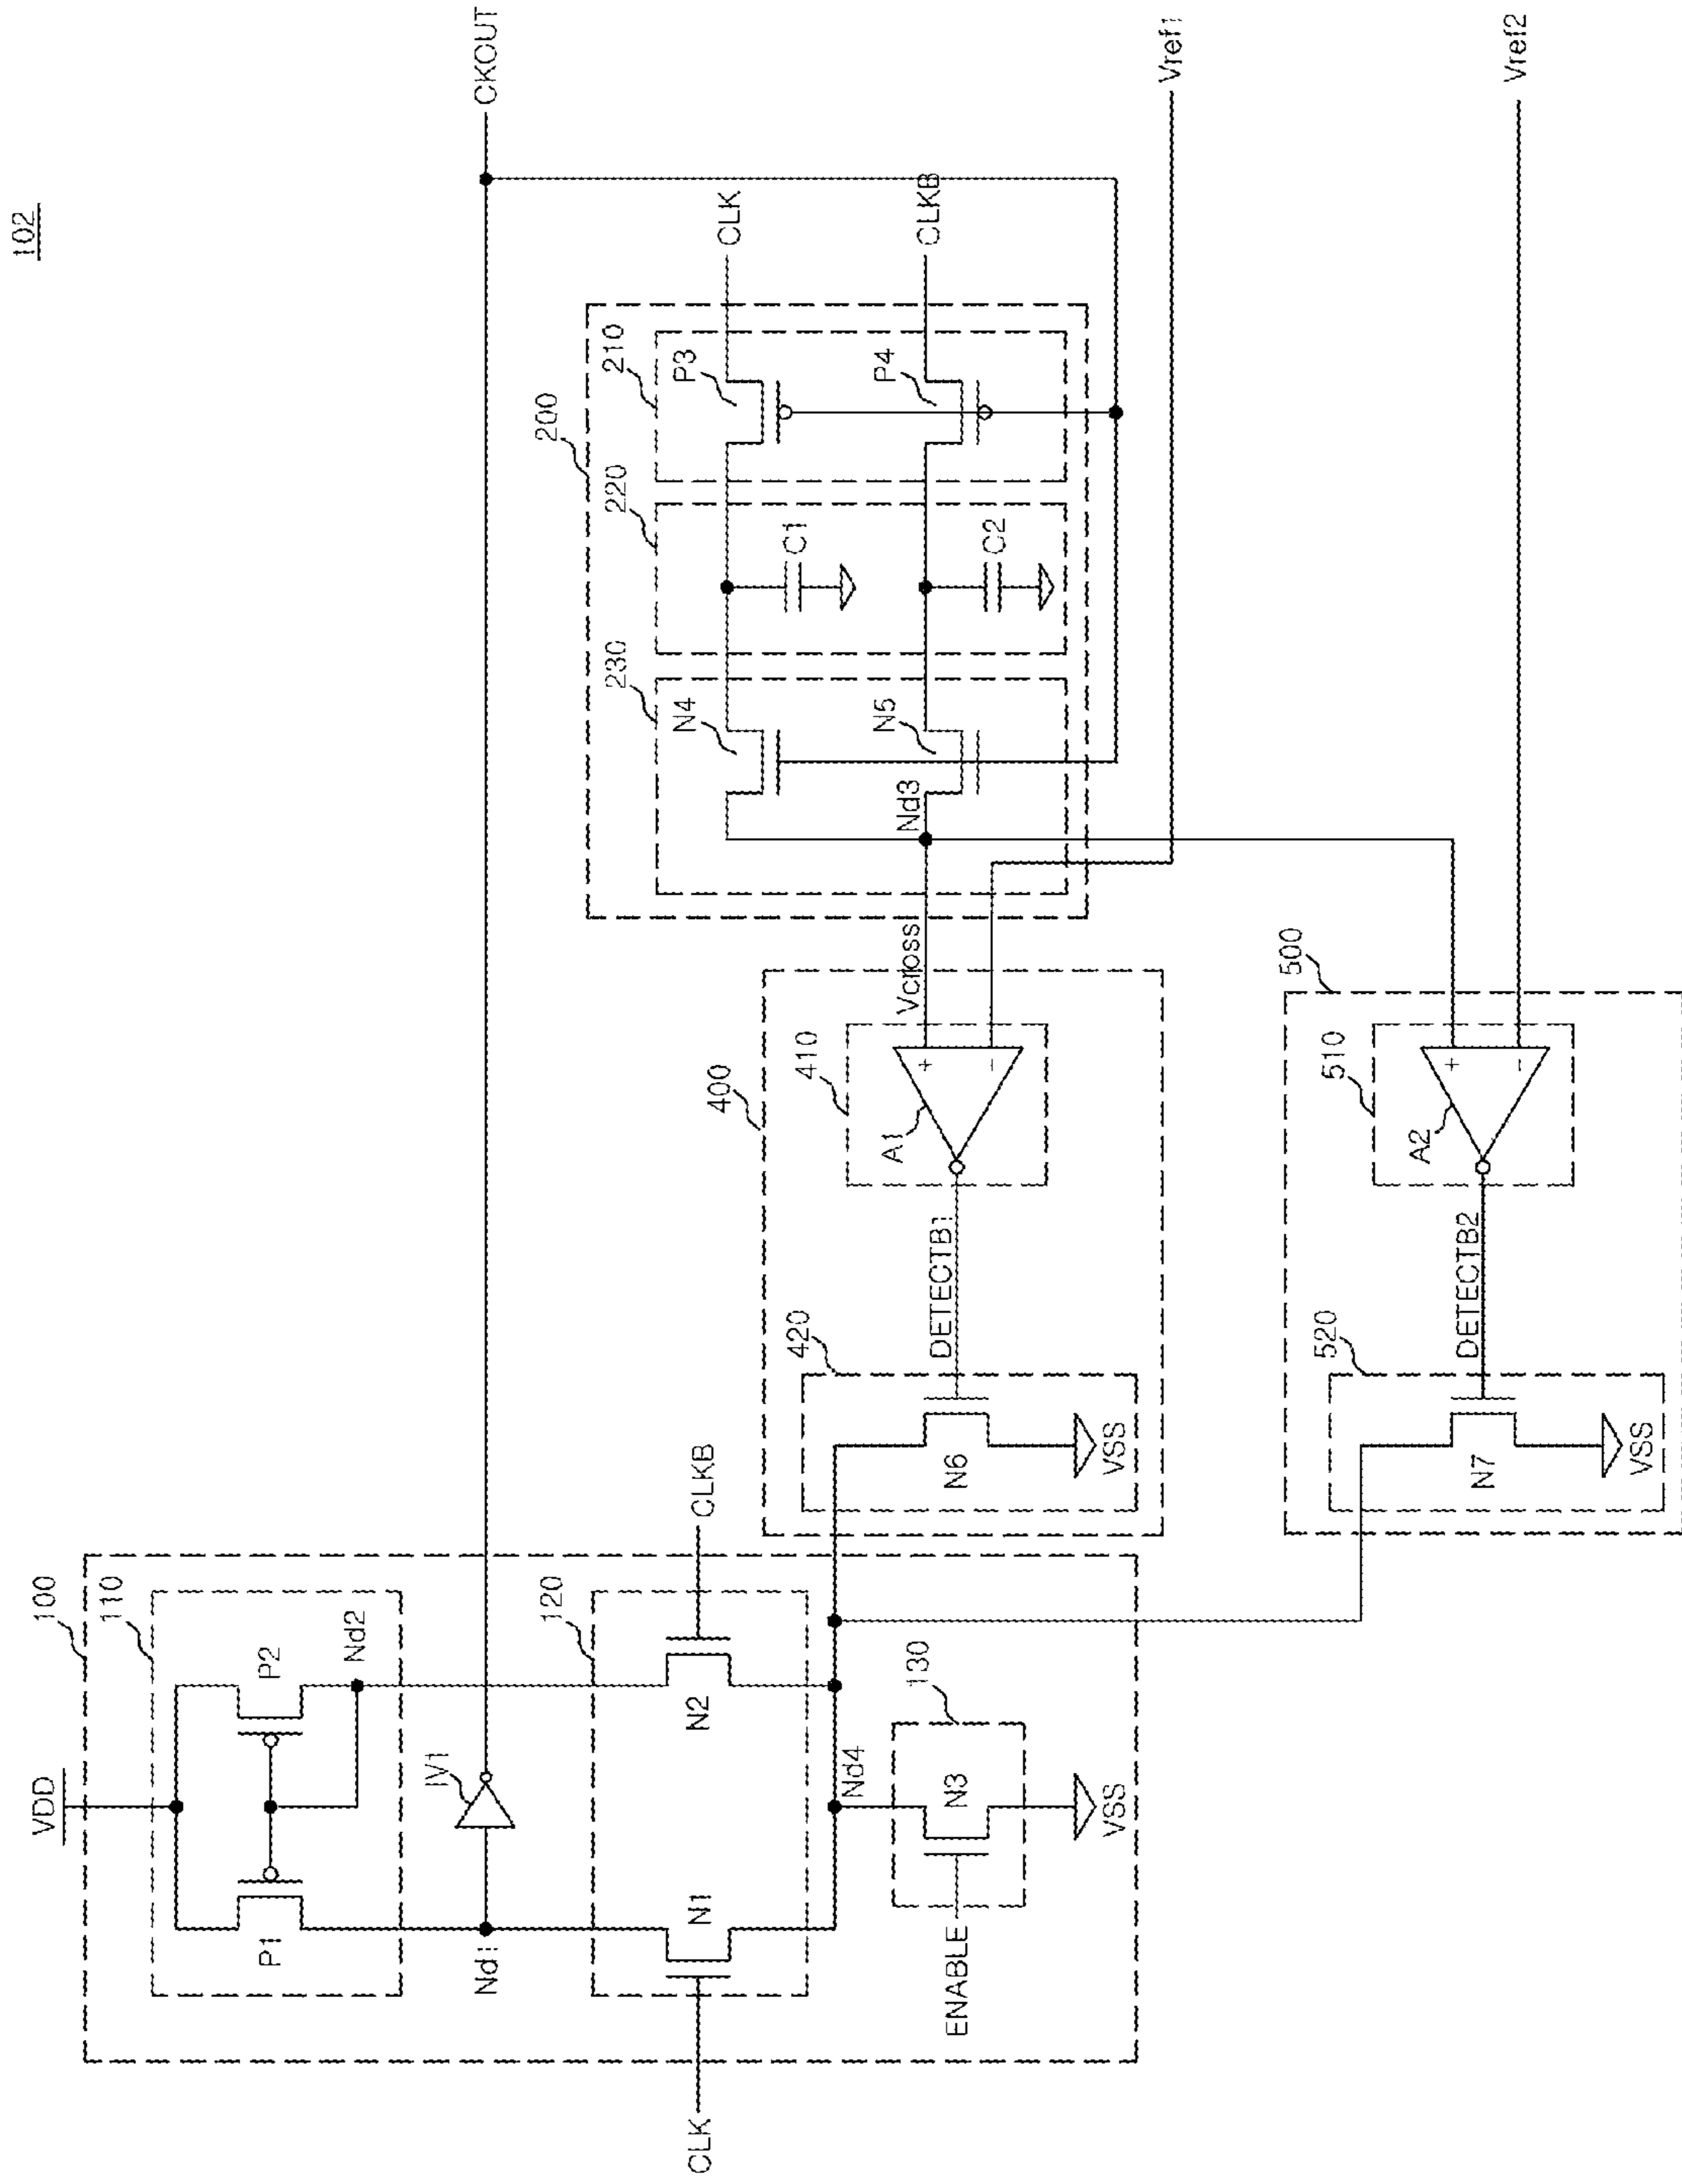 102
CKOUT
Vref1
Vref2
200
210
P3
CLK
P4
CLKB
220
C1
C2
230
N4
N5
Nd3
Vcross
400
410
A1
+
-
DETECTB1
420
N6
VSS
500
510
A2
+
-
DETECTB2
520
N7
VSS
100
VDD
110
P1
P2
Nd2
IV1
Nd1
120
N1
N2
CLK
CLKB
Nd4
130
N3
ENABLE
VSS